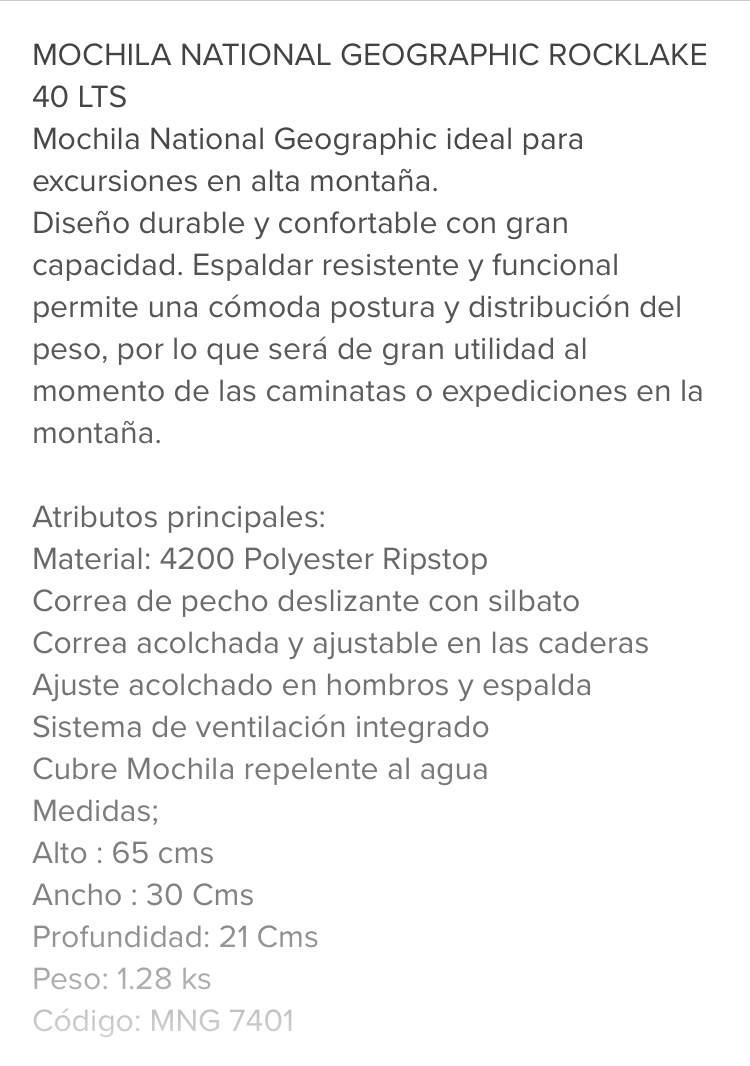 MOCHILA NATIONAL GEOGRAPHIC ROCKLAKE
40 LTS
Mochila National Geographic ideal para
excursiones en alta montaña.
Diseño durable y confortable con gran
capacidad. Espaldar resistente y funcional
permite una cómoda postura y distribución del
peso, por lo que será de gran utilidad al
momento de las caminatas o expediciones en la
montaña.

Atributos principales:
Material: 4200 Polyester Ripstop
Correa de pecho deslizante con silbato
Correa acolchada y ajustable en las caderas
Ajuste acolchado en hombros y espalda
Sistema de ventilación integrado
Cubre Mochila repelente al agua
Medidas;
Alto : 65 cms
Ancho : 30 Cms
Profundidad: 21 Cms
Peso: 1.28 ks
Código: MNG 7401